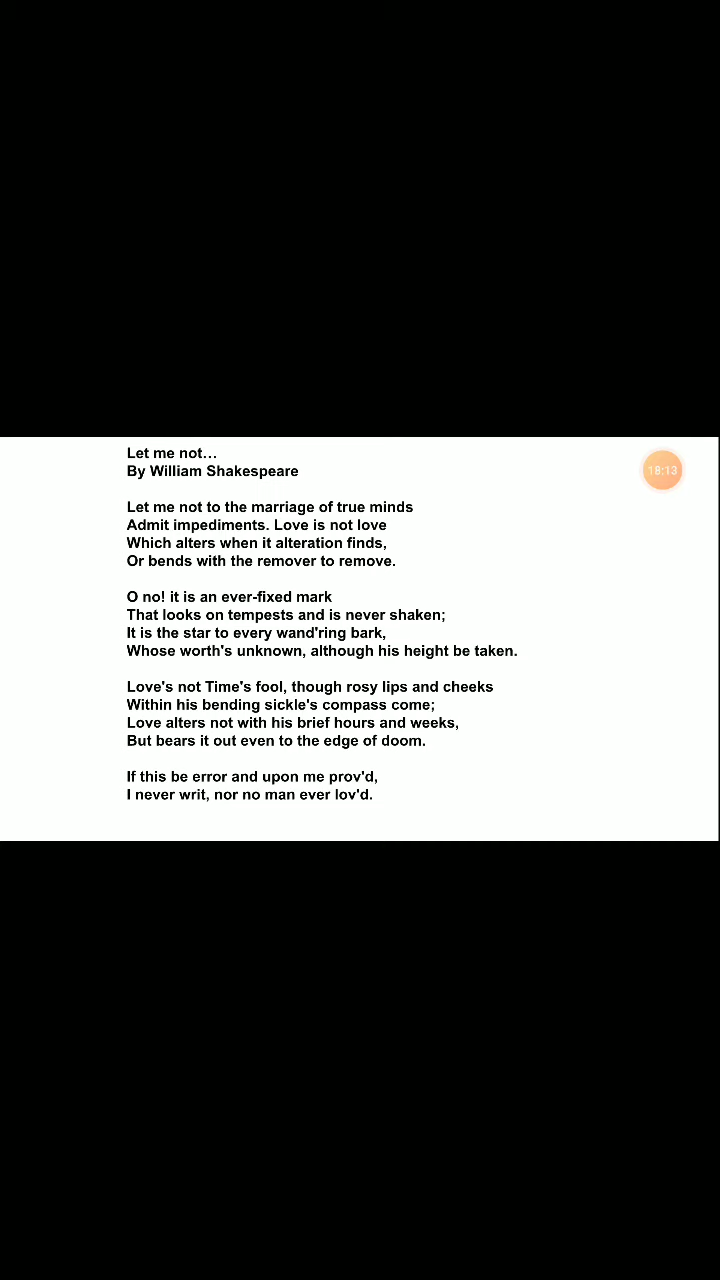 Let me not...
By William Shakespeare
18:13
Let me not to the marriage of true minds
Admit impediments. Love is not love
Which alters when it alteration finds,
Or bends with the remover to remove.
O no! it is an ever-fixed mark
That looks on tempests and is never shaken;
It is the star to every wand'ring bark,
Whose worth's unknown, although his height be taken.
Love's not Time's fool, though rosy lips and cheeks
Within his bending sickle's compass come;
Love alters not with his brief hours and weeks,
But bears it out even to the edge of doom.
If this be error and upon me prov'd,
I never writ, nor no man ever lov'd.